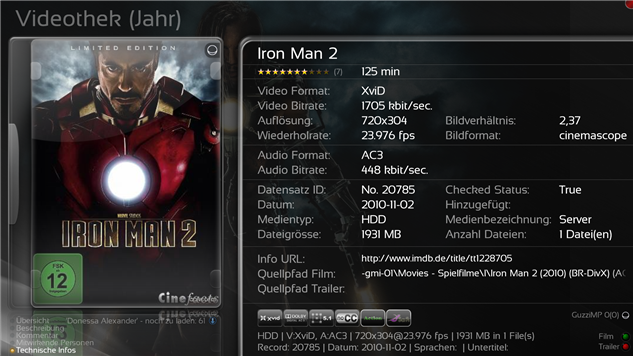 Videothek (Jahr)
LIMITED EDITION
MARVEL STUDIOS
IRON MAN 2
FSK
12
Cinefacts
Iron Man 2
(7) 125 min
Video Format: XviD
Video Bitrate: 1705 kbit/sec.
Auflösung: 720x304 Bildverhältnis: 2,37
Wiederholrate: 23.976 fps Bildformat: cinemascope
Audio Format: AC3
Audio Bitrate: 448 kbit/sec.
Datensatz ID: No. 20785 Checked Status: True
Datum: 2010-11-02 Hinzugefügt:
Medientyp: HDD Medienbezeichnung: Server
Dateigrösse: 1931 MB Anzahl Dateien: 1 Datei(en)
Info URL: http://www.imdb.de/title/tt1228705
Quellpfad Film: -gmi-01\Movies - Spielfilme\I\Iron Man 2 (2010) (BR-DivX) (AC
Quellpfad Trailer:
Übersicht
Donessa Alexander' - noch zu laden: 6!
Beschreibung
Kommentar
Mitwirkende Personen
Technische Infos
xvid DOLBY 5.1 CC
GuzziMP 0(0)
HDD | V:XviD, A:AC3 | 720x304@23.976 fps | 1931 MB in 1 File(s)
Record: 20785 | Datum: 2010-11-02 | Sprachen: | Untertitel:
Film
Trailer